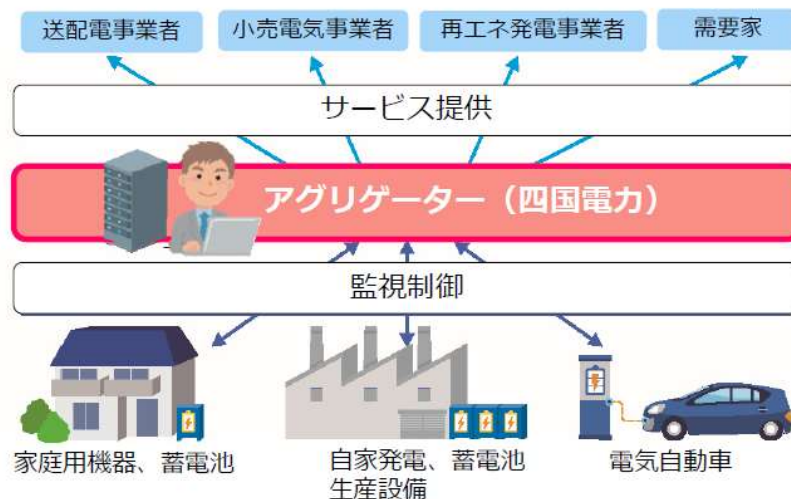 送配電事業者
小売電気事業者
再エネ発電事業者
需要家
サービス提供
アグリゲーター（四国電力）
監視制御
家庭用機器、蓄電池
自家発電、蓄電池
生産設備
電気自動車